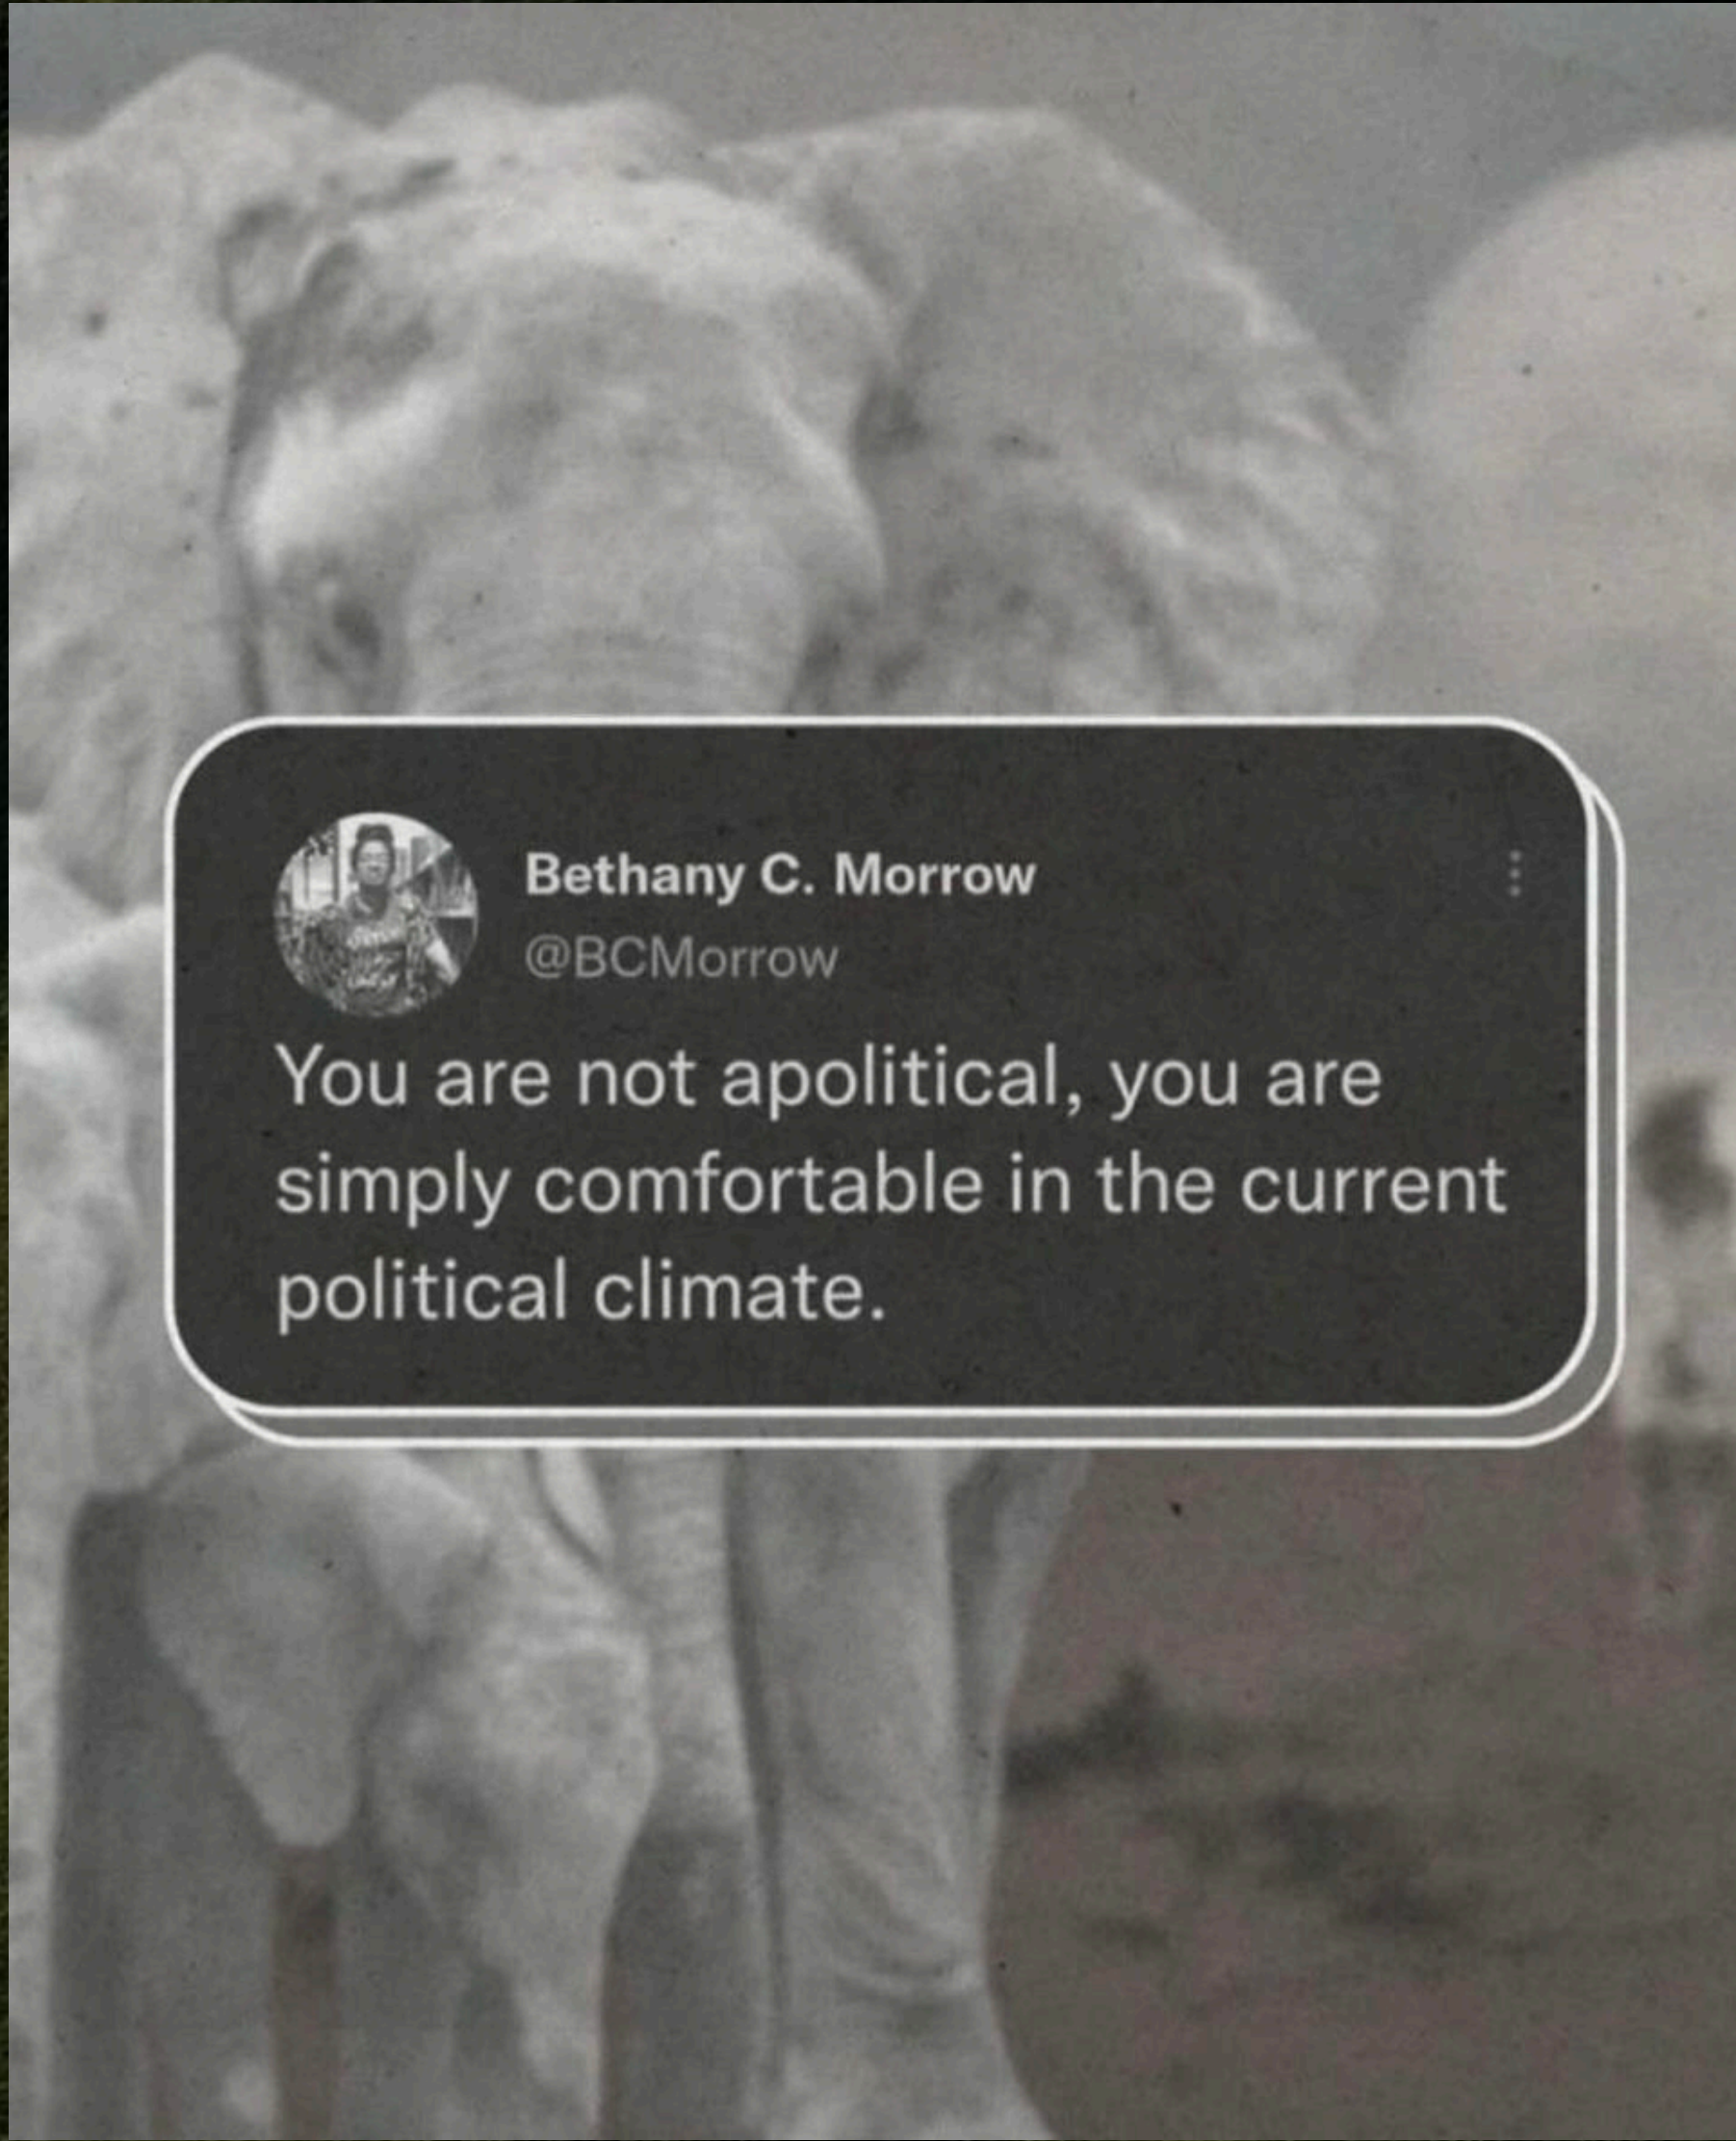 Bethany C. Morrow
@BCMorrow
You are not apolitical, you are
simply comfortable in the current
political climate.